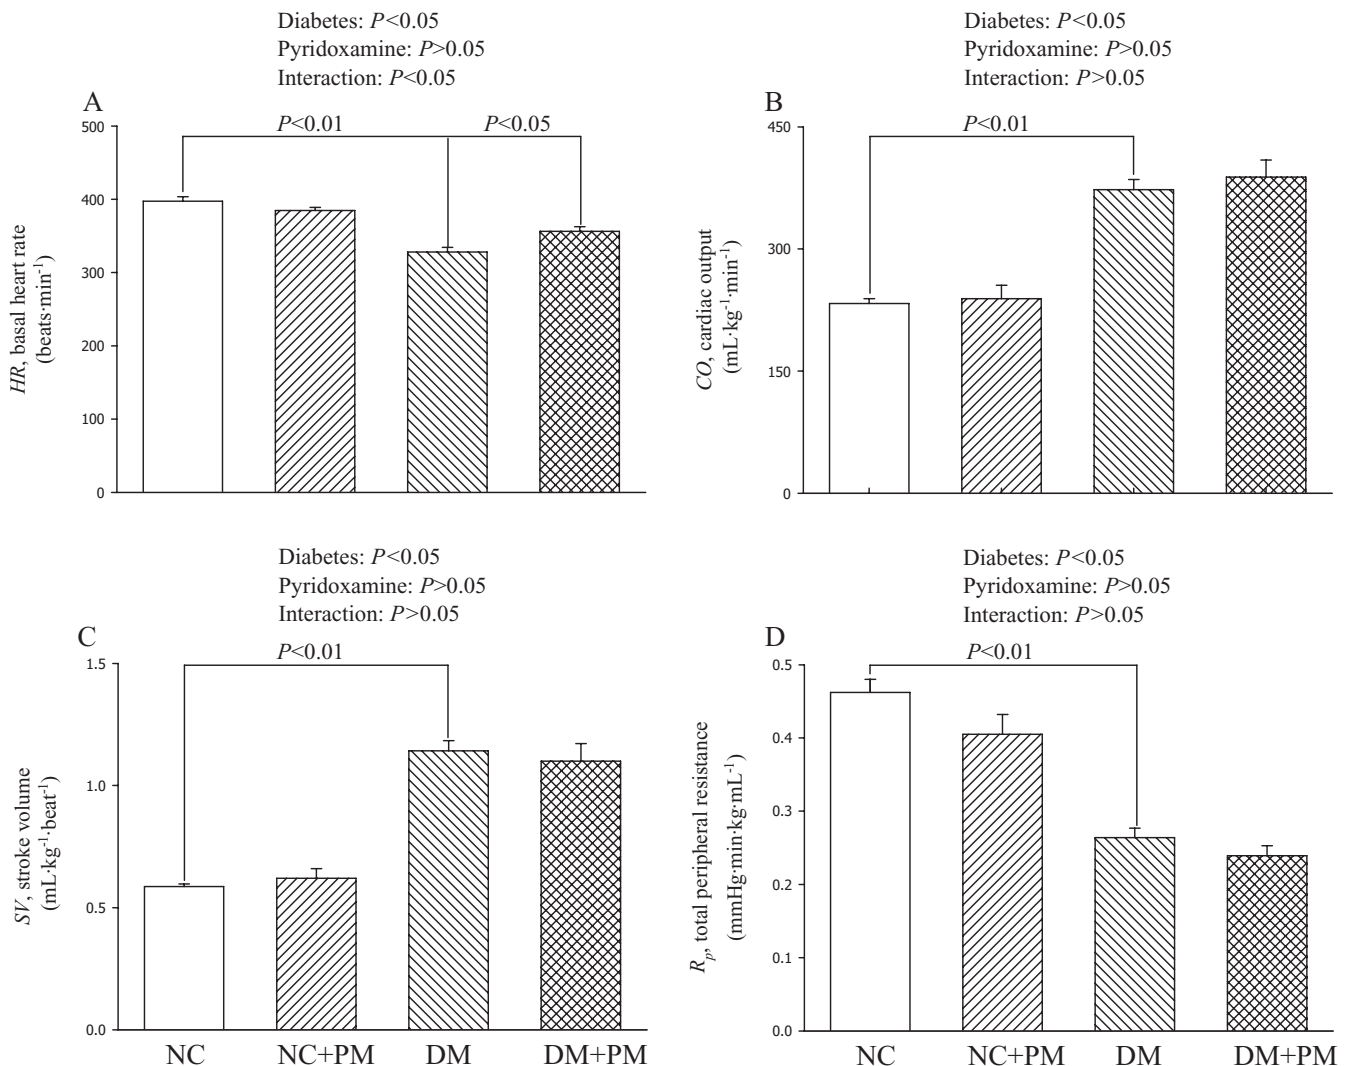 Diabetes: P<0.05
Pyridoxamine: P>0.05
Interaction: P<0.05
A
P<0.01
P<0.05
500
400
300
200
100
0
HR, basal heart rate
(beats·min⁻¹)
Diabetes: P<0.05
Pyridoxamine: P>0.05
Interaction: P>0.05
B
P<0.01
450
300
150
0
CO, cardiac output
(mL·kg⁻¹·min⁻¹)
Diabetes: P<0.05
Pyridoxamine: P>0.05
Interaction: P>0.05
C
P<0.01
1.5
1.0
0.5
0.0
SV, stroke volume
(mL·kg⁻¹·beat⁻¹)
NC NC+PM DM DM+PM
Diabetes: P<0.05
Pyridoxamine: P>0.05
Interaction: P>0.05
D
P<0.01
0.5
0.4
0.3
0.2
0.1
0.0
Rₚ, total peripheral resistance
(mmHg·min·kg·mL⁻¹)
NC NC+PM DM DM+PM